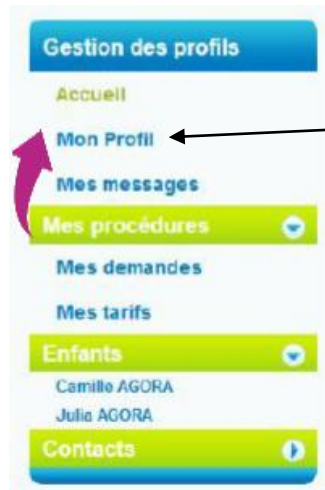 Gestion des profils
Accueil
Mon Profil
Mes messages
Mes procédures
Mes demandes
Mes tarifs
Enfants
Camille AGORA
Julia AGORA
Contacts